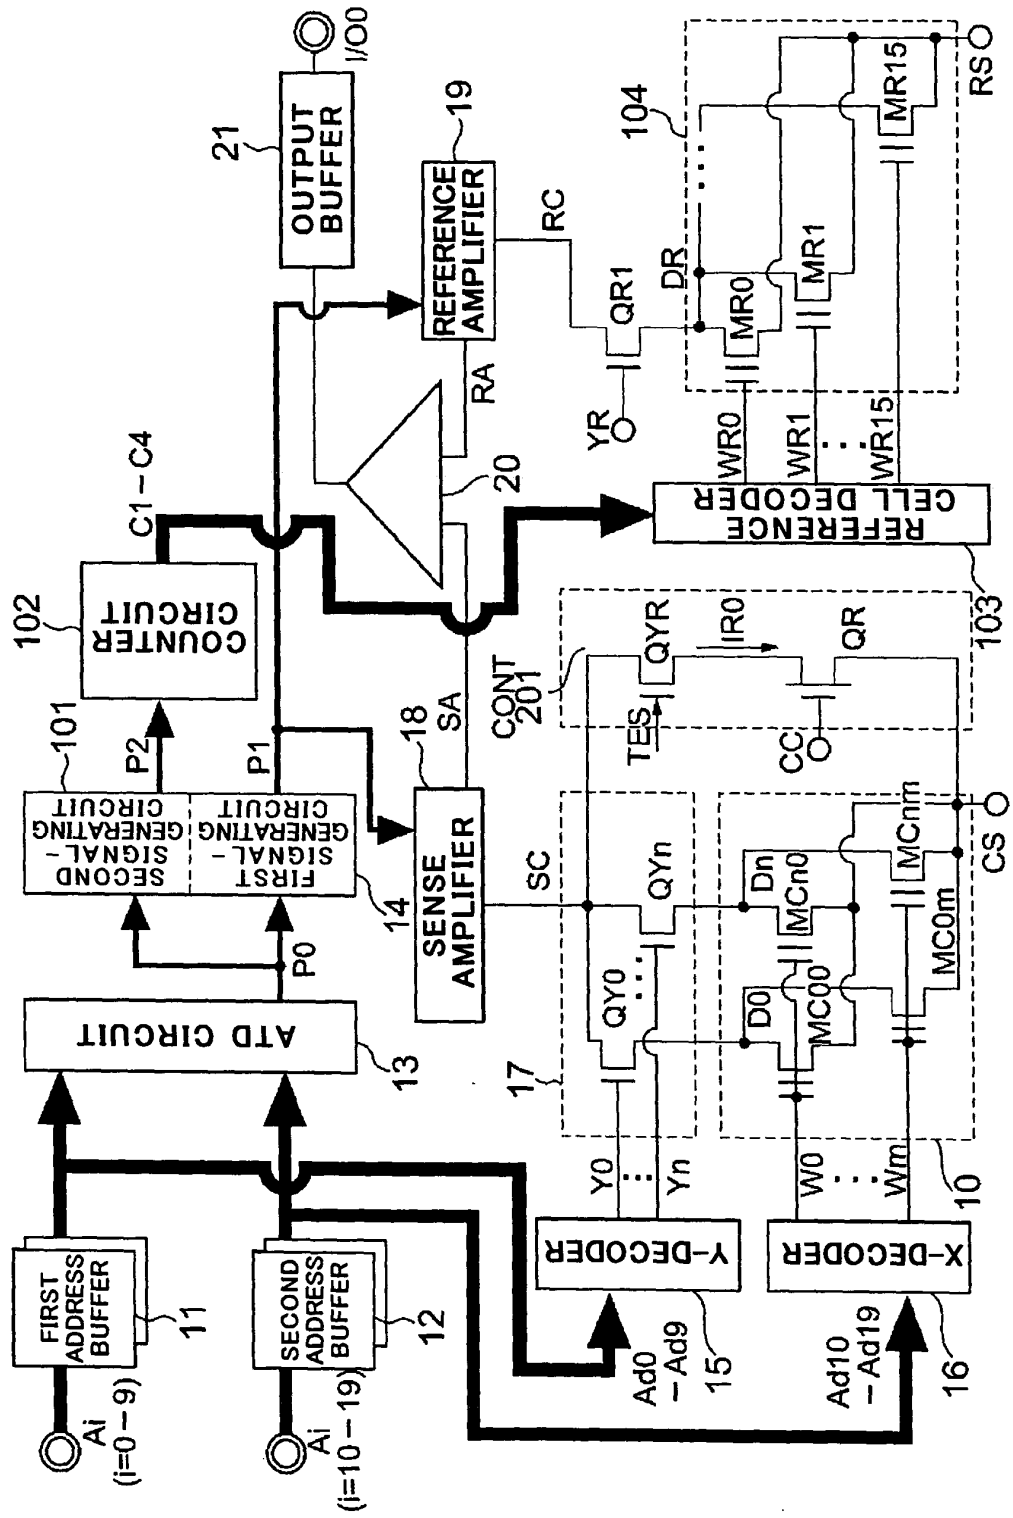 Ai
(i=0–9)
FIRST
ADDRESS
BUFFER
11
Ai
(i=10–19)
SECOND
ADDRESS
BUFFER
12
ATD CIRCUIT
13
P0
SECOND
SIGNAL-
GENERATING
CIRCUIT
101
FIRST
SIGNAL-
GENERATING
CIRCUIT
14
P2
P1
COUNTER
CIRCUIT
102
C1–C4
OUTPUT
BUFFER
21
I/O0
SENSE
AMPLIFIER
18
SA
20
RA
REFERENCE
AMPLIFIER
19
RC
Ad0
–Ad9
Y-DECODER
15
Y0
Yn
17
QY0
QYn
SC
CONT
201
TES
QYR
IR0
CC
QR
Ad10
–Ad19
X-DECODER
16
W0
Wm
10
D0
Dn
MC00
MCn0
MC0m
MCnm
CS
REFERENCE
CELL DECODER
103
YR
QR1
WR0
WR1
WR15
DR
MR0
MR1
MR15
104
RS